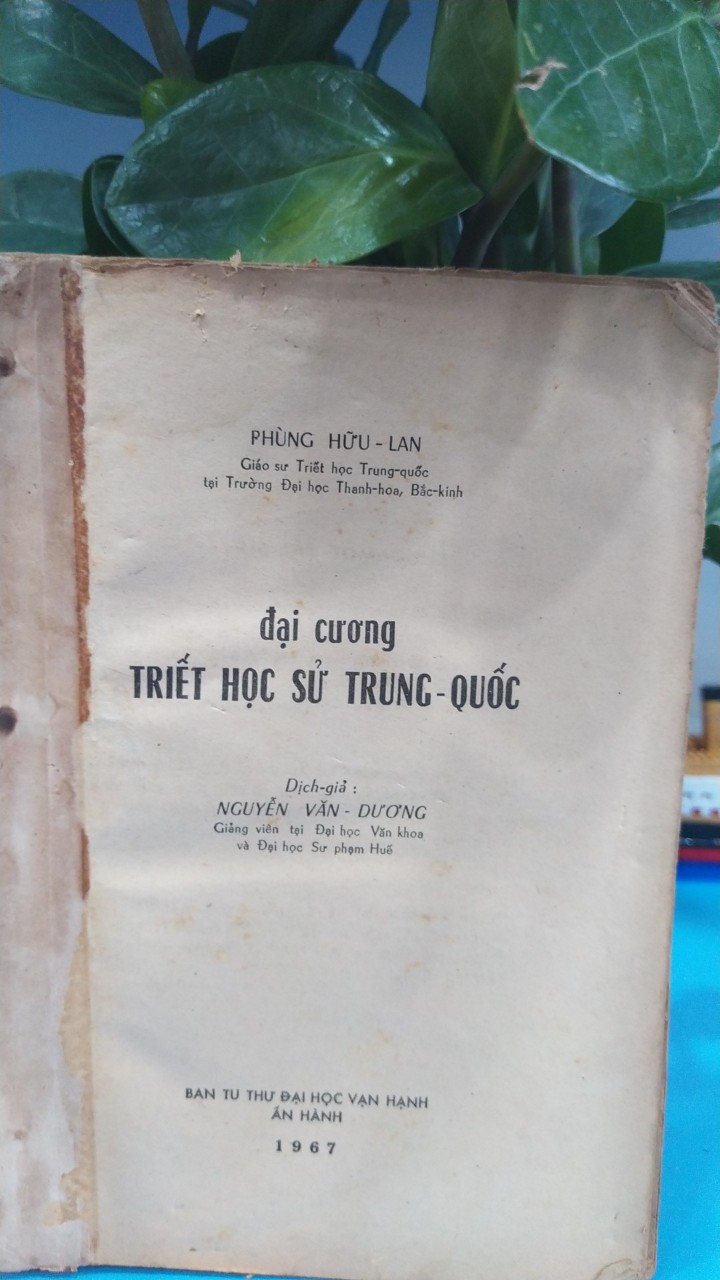 PHÙNG HỮU - LAN
Giáo sư Triết học Trung-quốc
tại Trường Đại học Thanh-hoa, Bắc-kinh
đại cương
TRIẾT HỌC SỬ TRUNG-QUỐC
Dịch-giả :
NGUYỄN VĂN - DƯƠNG
Giảng viên tại Đại học Văn khoa
và Đại học Sư phạm Huế
BAN TU THƯ ĐẠI HỌC VẠN HẠNH
ẤN HÀNH
1967